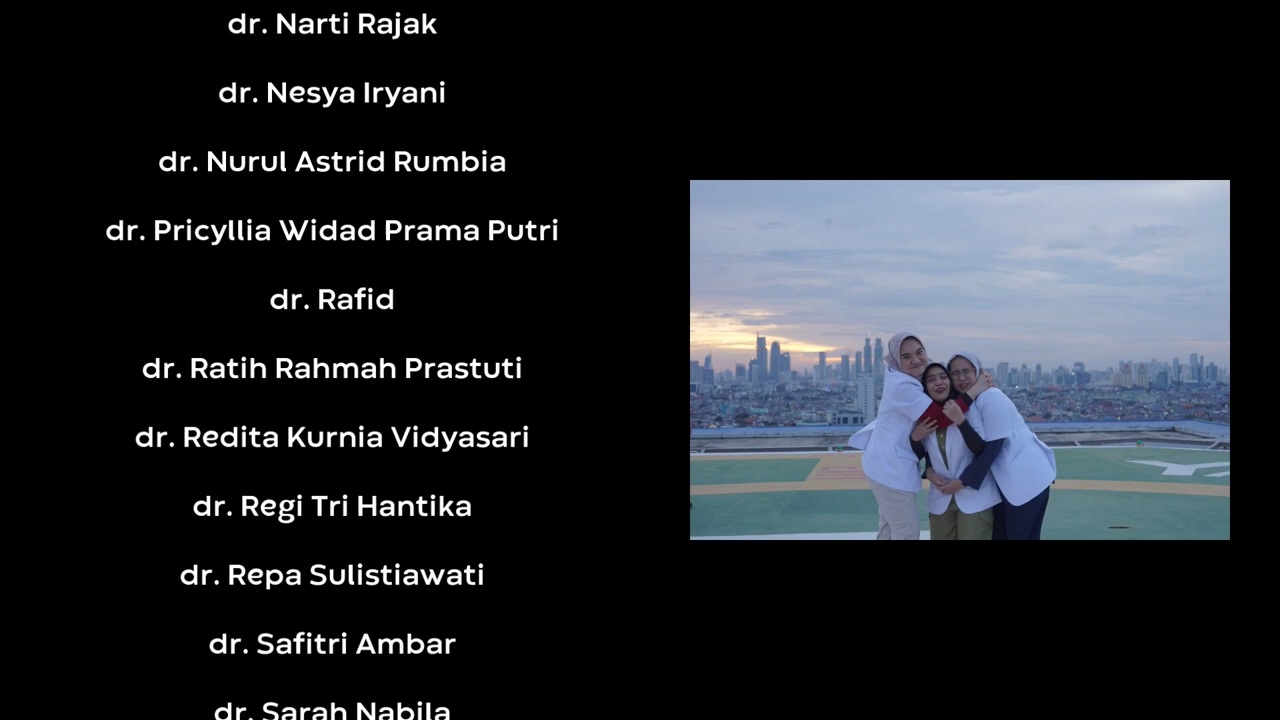 dr. Narti Rajak
dr. Nesya Iryani
dr. Nurul Astrid Rumbia
dr. Pricyllia Widad Prama Putri
dr. Rafid
dr. Ratih Rahmah Prastuti
dr. Redita Kurnia Vidyasari
dr. Regi Tri Hantika
dr. Repa Sulistiawati
dr. Safitri Ambar
dr. Sarah Nabila